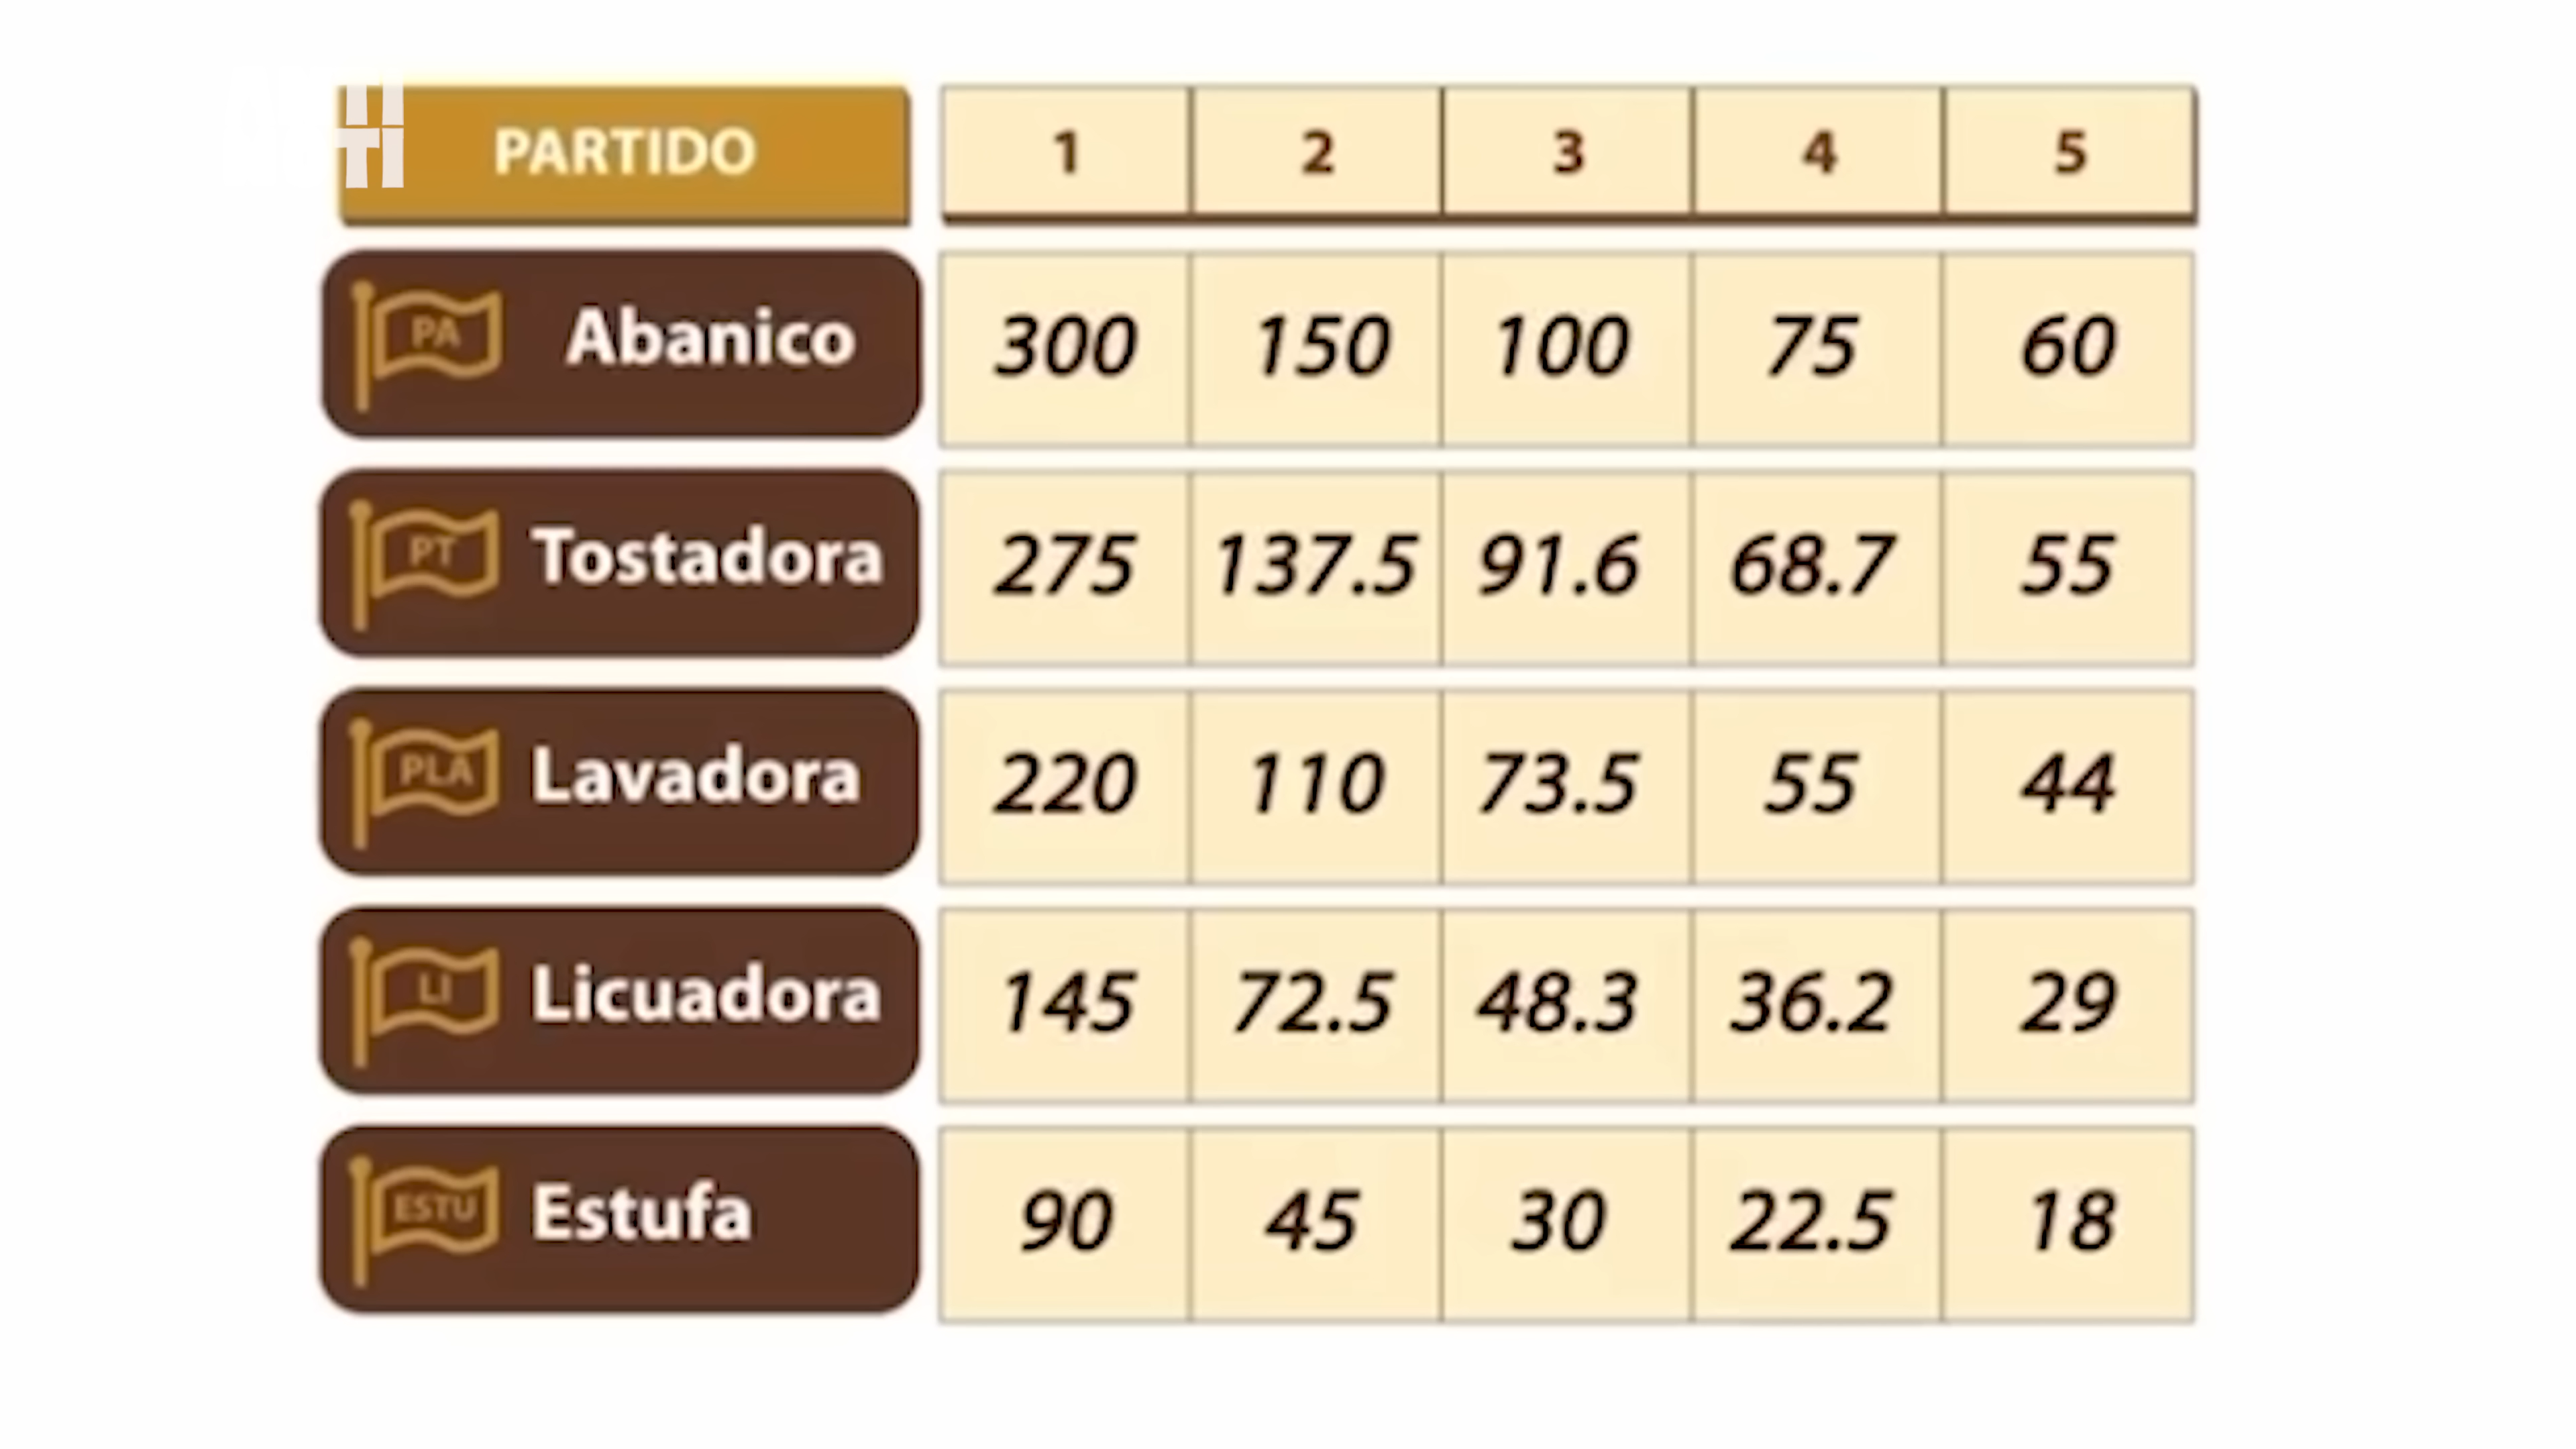 PARTIDO 1 2 3 4 5
PA Abanico 300 150 100 75 60
PT Tostadora 275 137.5 91.6 68.7 55
PLA Lavadora 220 110 73.5 55 44
LI Licuadora 145 72.5 48.3 36.2 29
ESTU Estufa 90 45 30 22.5 18